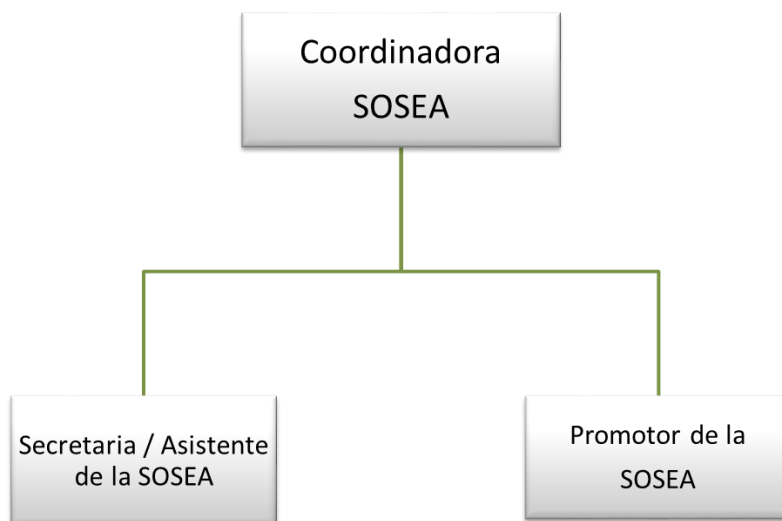 Coordinadora
SOSEA
Secretaria / Asistente
de la SOSEA
Promotor de la
SOSEA